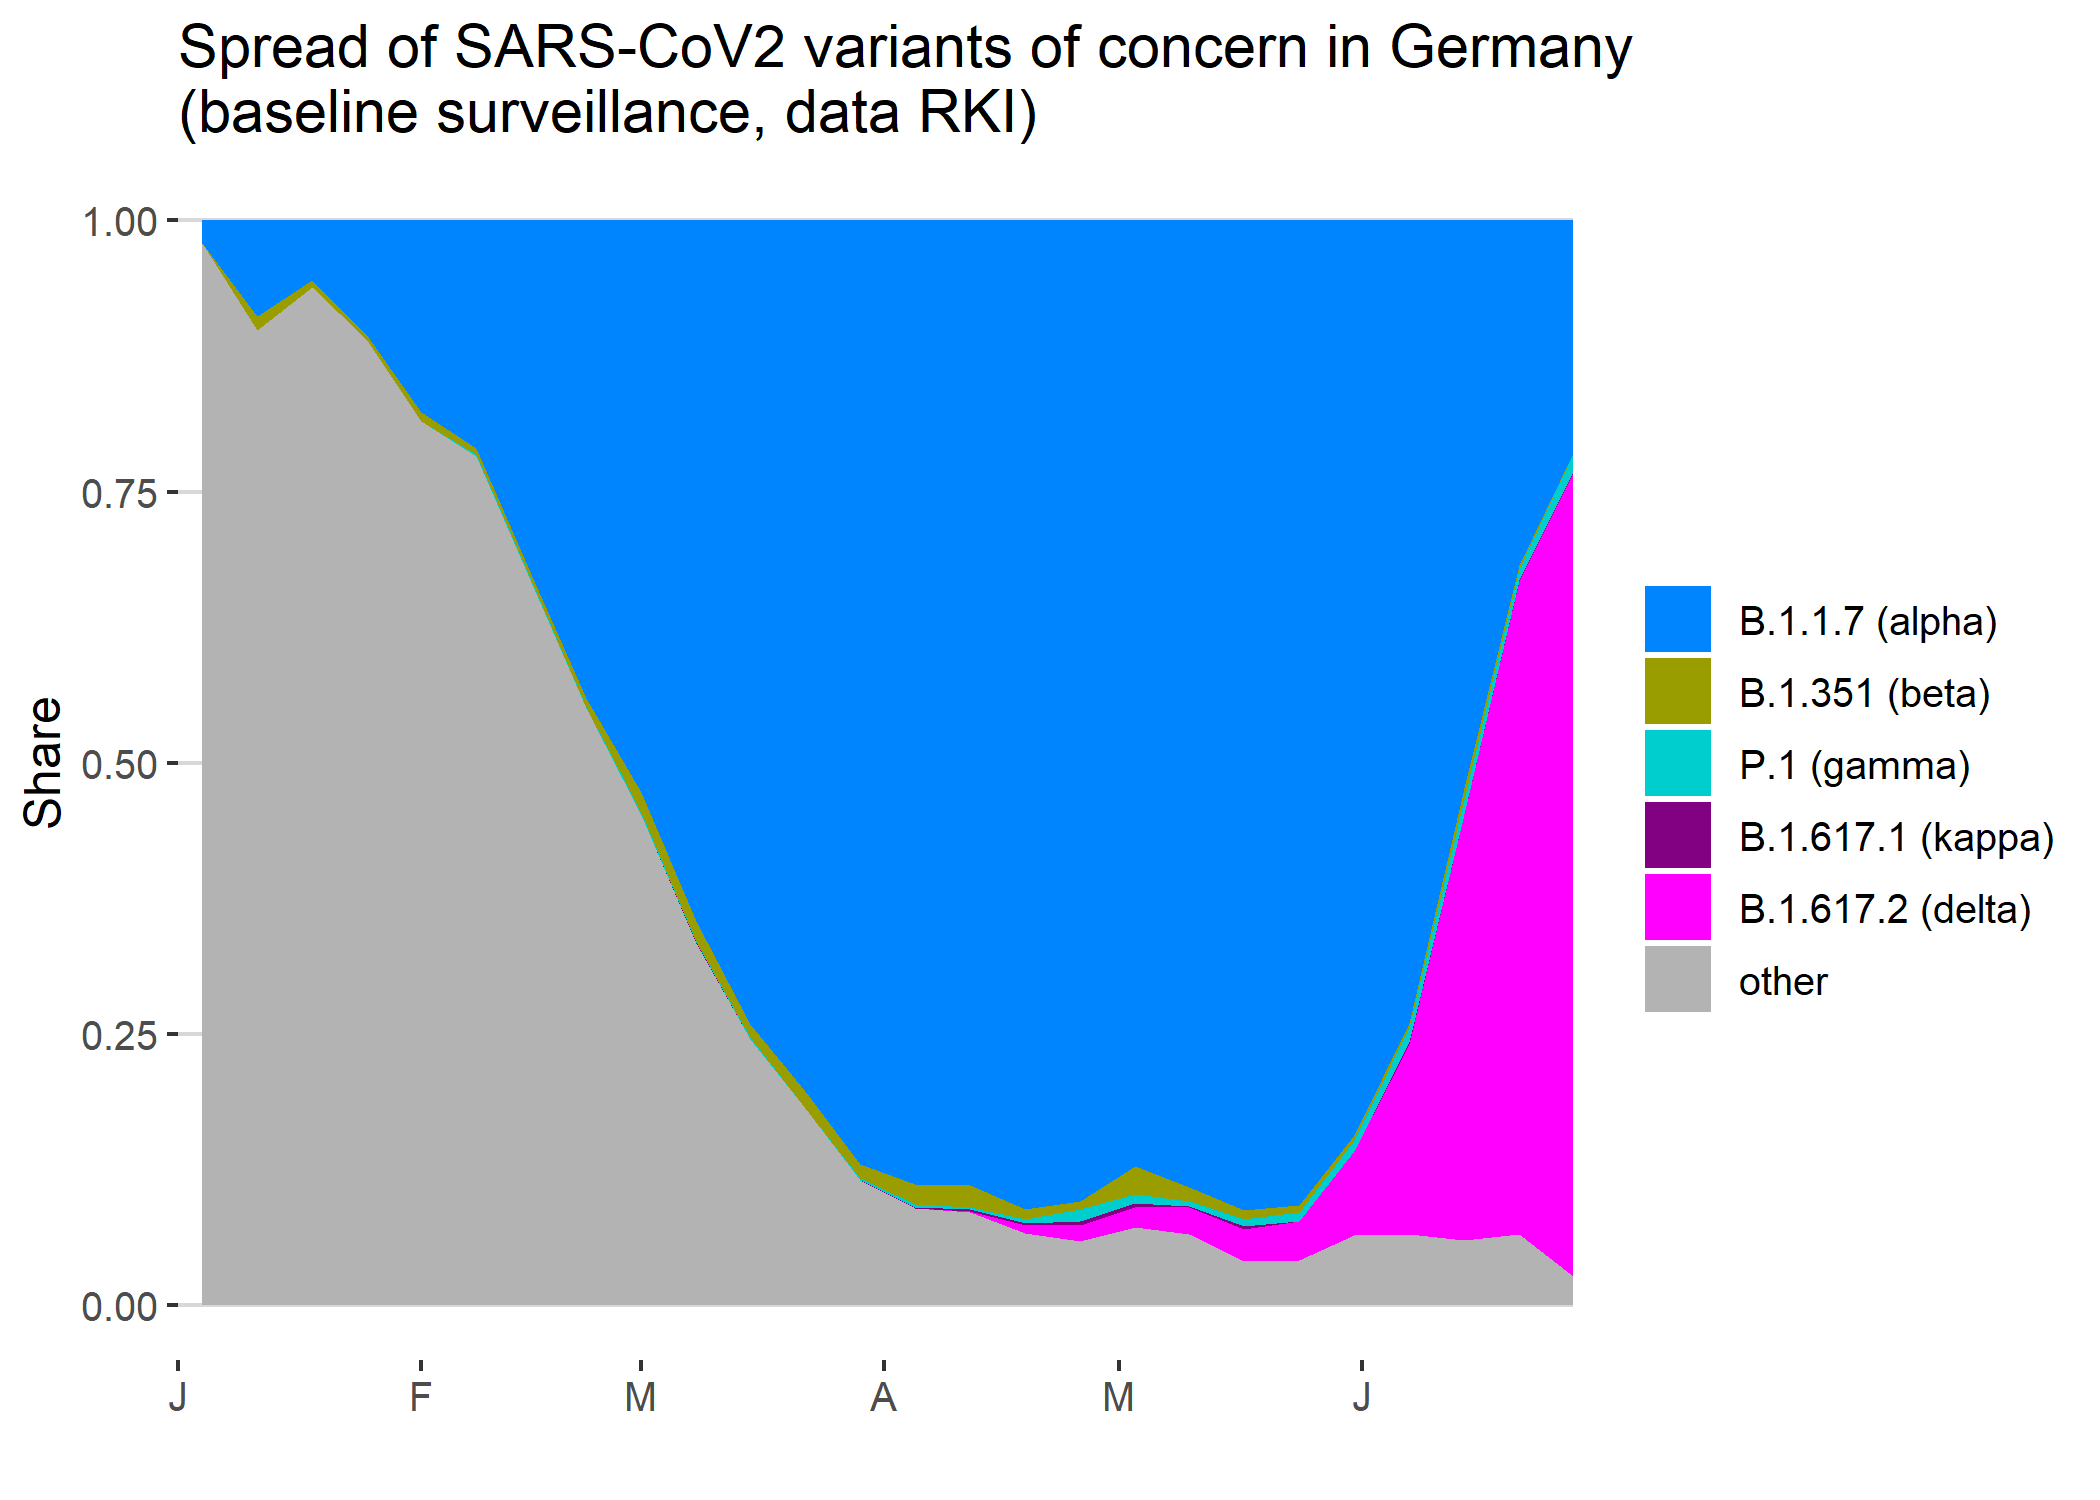 Spread of SARS-CoV2 variants of concern in Germany
(baseline surveillance, data RKI)
1.00
0.75
0.50
0.25
0.00
Share
J F M A M J
B.1.1.7 (alpha)
B.1.351 (beta)
P.1 (gamma)
B.1.617.1 (kappa)
B.1.617.2 (delta)
other